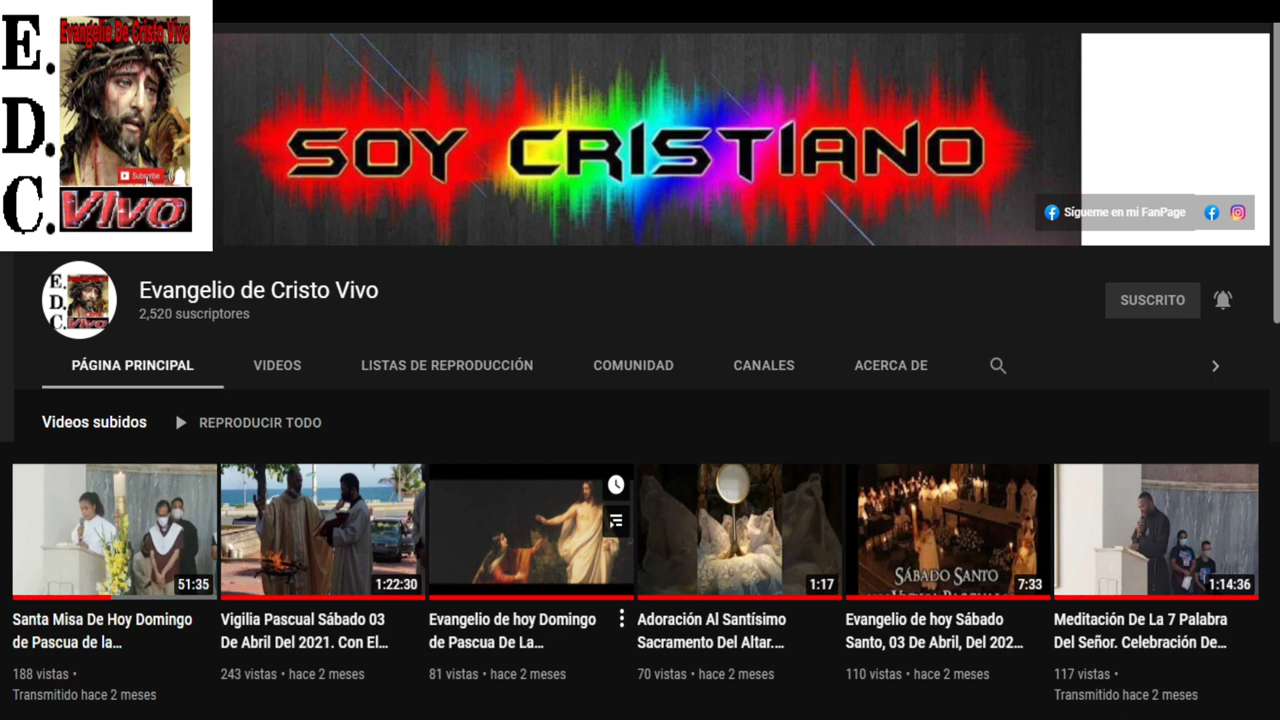 E.
D.
C.
Evangelio De Cristo Vivo
Subscribe
Vivo
SOY CRISTIANO
Sígueme en mi FanPage
E.
D.
C.
Vivo
Evangelio de Cristo Vivo
2,520 suscriptores
SUSCRITO
PÁGINA PRINCIPAL VIDEOS LISTAS DE REPRODUCCIÓN COMUNIDAD CANALES ACERCA DE
Videos subidos REPRODUCIR TODO
SÁBADO SANTO
51:35 1:22:30 1:17 7:33 1:14:36
Santa Misa De Hoy Domingo
de Pascua de la...
188 vistas •
Transmitido hace 2 meses
Vigilia Pascual Sábado 03
De Abril Del 2021. Con El...
243 vistas • hace 2 meses
Evangelio de hoy Domingo
de Pascua De La...
81 vistas • hace 2 meses
Adoración Al Santísimo
Sacramento Del Altar....
70 vistas • hace 2 meses
Evangelio de hoy Sábado
Santo, 03 De Abril, Del 202...
110 vistas • hace 2 meses
Meditación De La 7 Palabra
Del Señor. Celebración De...
117 vistas •
Transmitido hace 2 meses